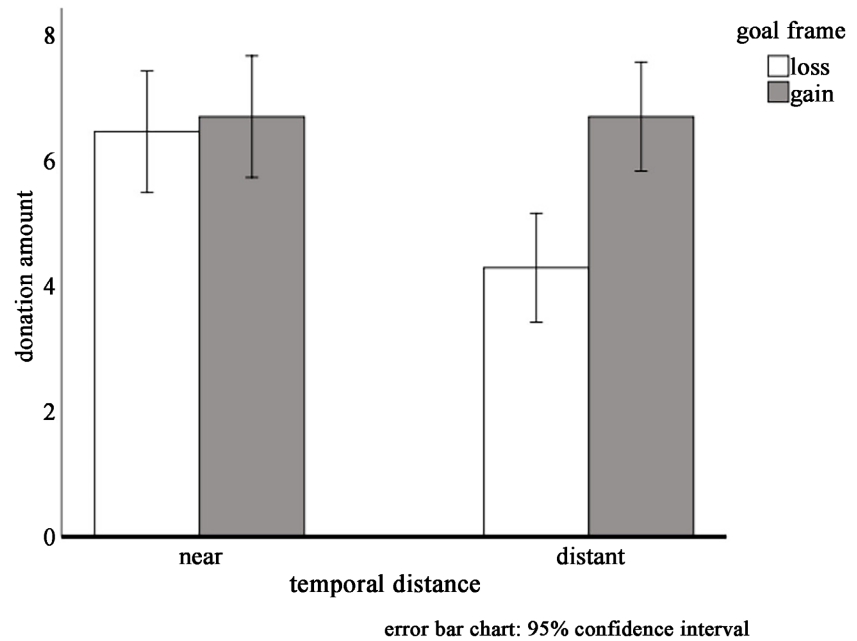 8
6
4
2
0
donation amount
near
distant
temporal distance
goal frame
loss
gain
error bar chart: 95% confidence interval